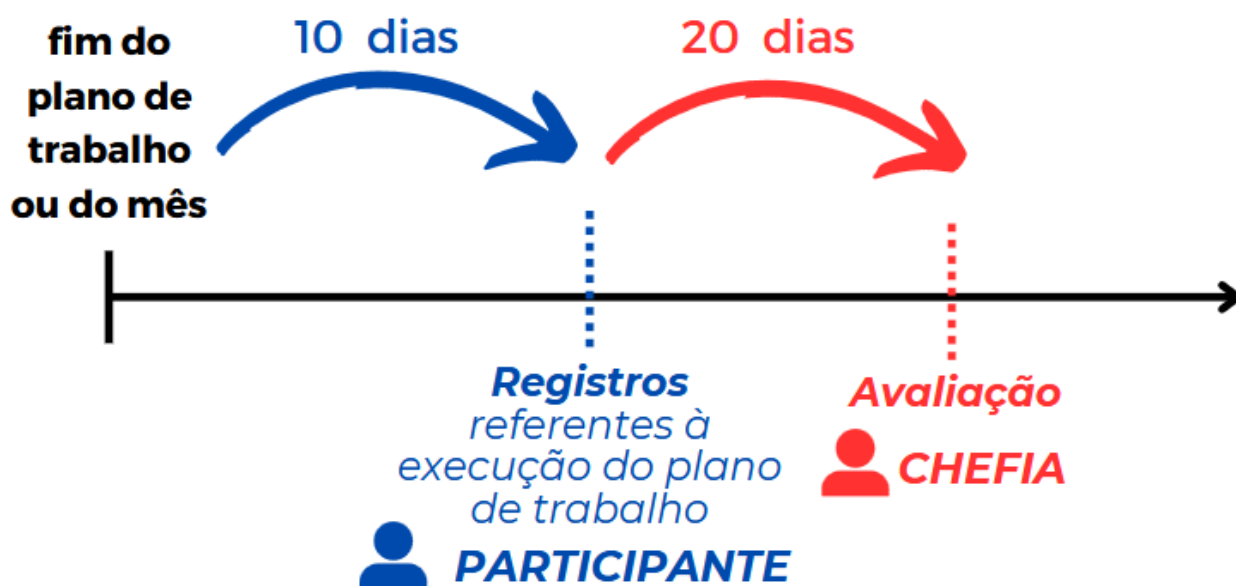 fim do
plano de
trabalho
ou do mês
10 dias
20 dias
Registros
referentes à
execução do plano
de trabalho
PARTICIPANTE
Avaliação
CHEFIA